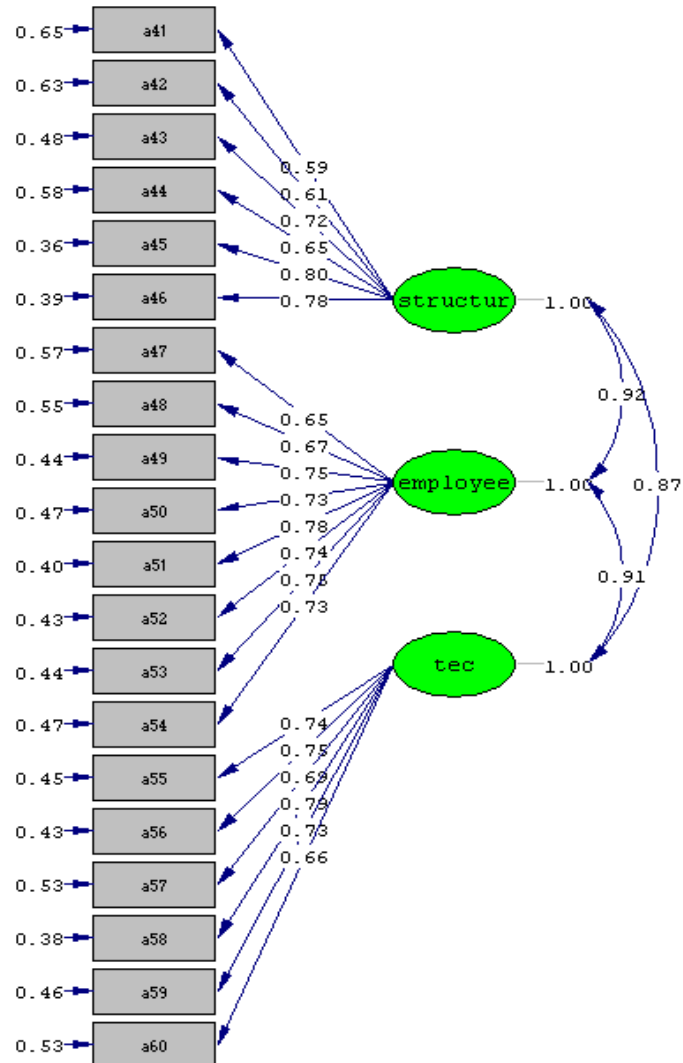 0.65 a41
0.63 a42
0.48 a43
0.58 a44
0.36 a45
0.39 a46
0.57 a47
0.55 a48
0.44 a49
0.47 a50
0.40 a51
0.43 a52
0.44 a53
0.47 a54
0.45 a55
0.43 a56
0.53 a57
0.38 a58
0.46 a59
0.53 a60
0.59
0.61
0.72
0.65
0.80
0.78
0.65
0.67
0.75
0.73
0.78
0.74
0.75
0.73
0.74
0.75
0.69
0.79
0.73
0.66
structur 1.00
employee 1.00
tec 1.00
0.92
0.87
0.91